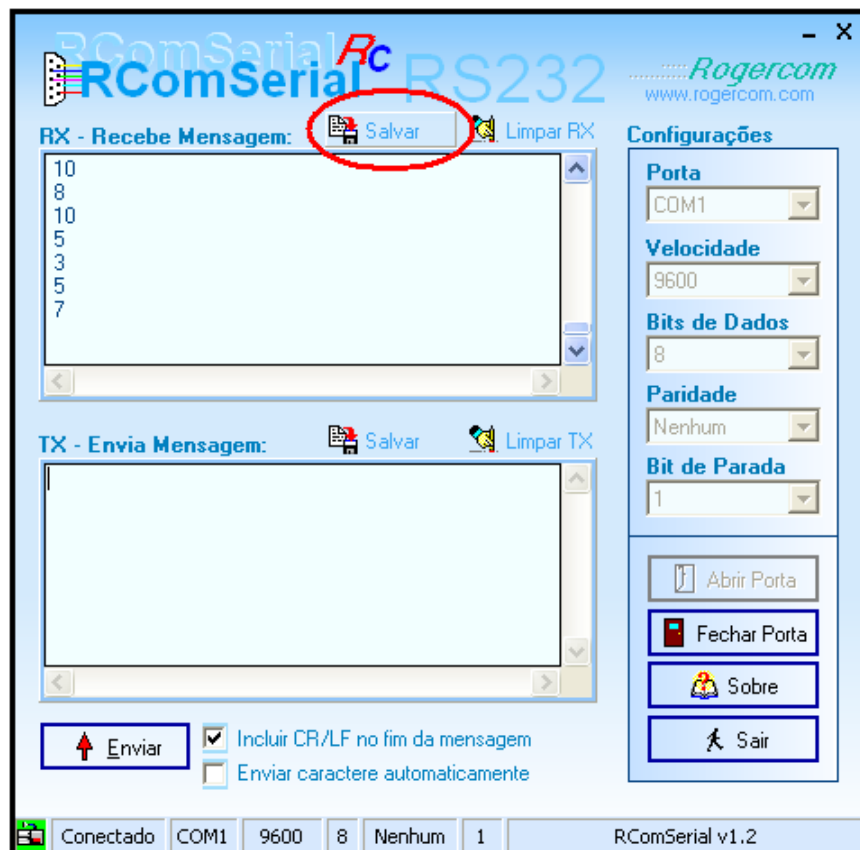 RComSerial RC RS232
Rogercom
www.rogercom.com
RX - Recebe Mensagem: Salvar Limpar RX
10
8
10
5
3
5
7
TX - Envia Mensagem: Salvar Limpar TX
Enviar
Incluir CR/LF no fim da mensagem
Enviar caractere automaticamente
Configurações
Porta
COM1
Velocidade
9600
Bits de Dados
8
Paridade
Nenhum
Bit de Parada
1
Abrir Porta
Fechar Porta
Sobre
Sair
Conectado COM1 9600 8 Nenhum 1 RComSerial v1.2